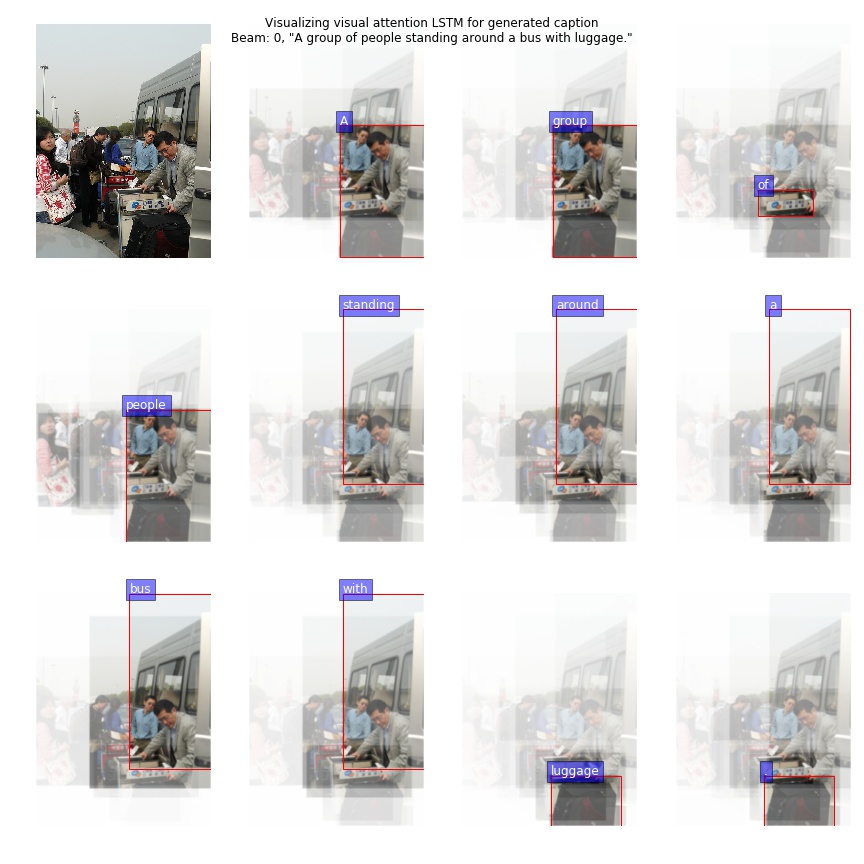 Visualizing visual attention LSTM for generated caption
Beam: 0, "A group of people standing around a bus with luggage."
A
group
of
people
standing
around
a
bus
with
luggage
.